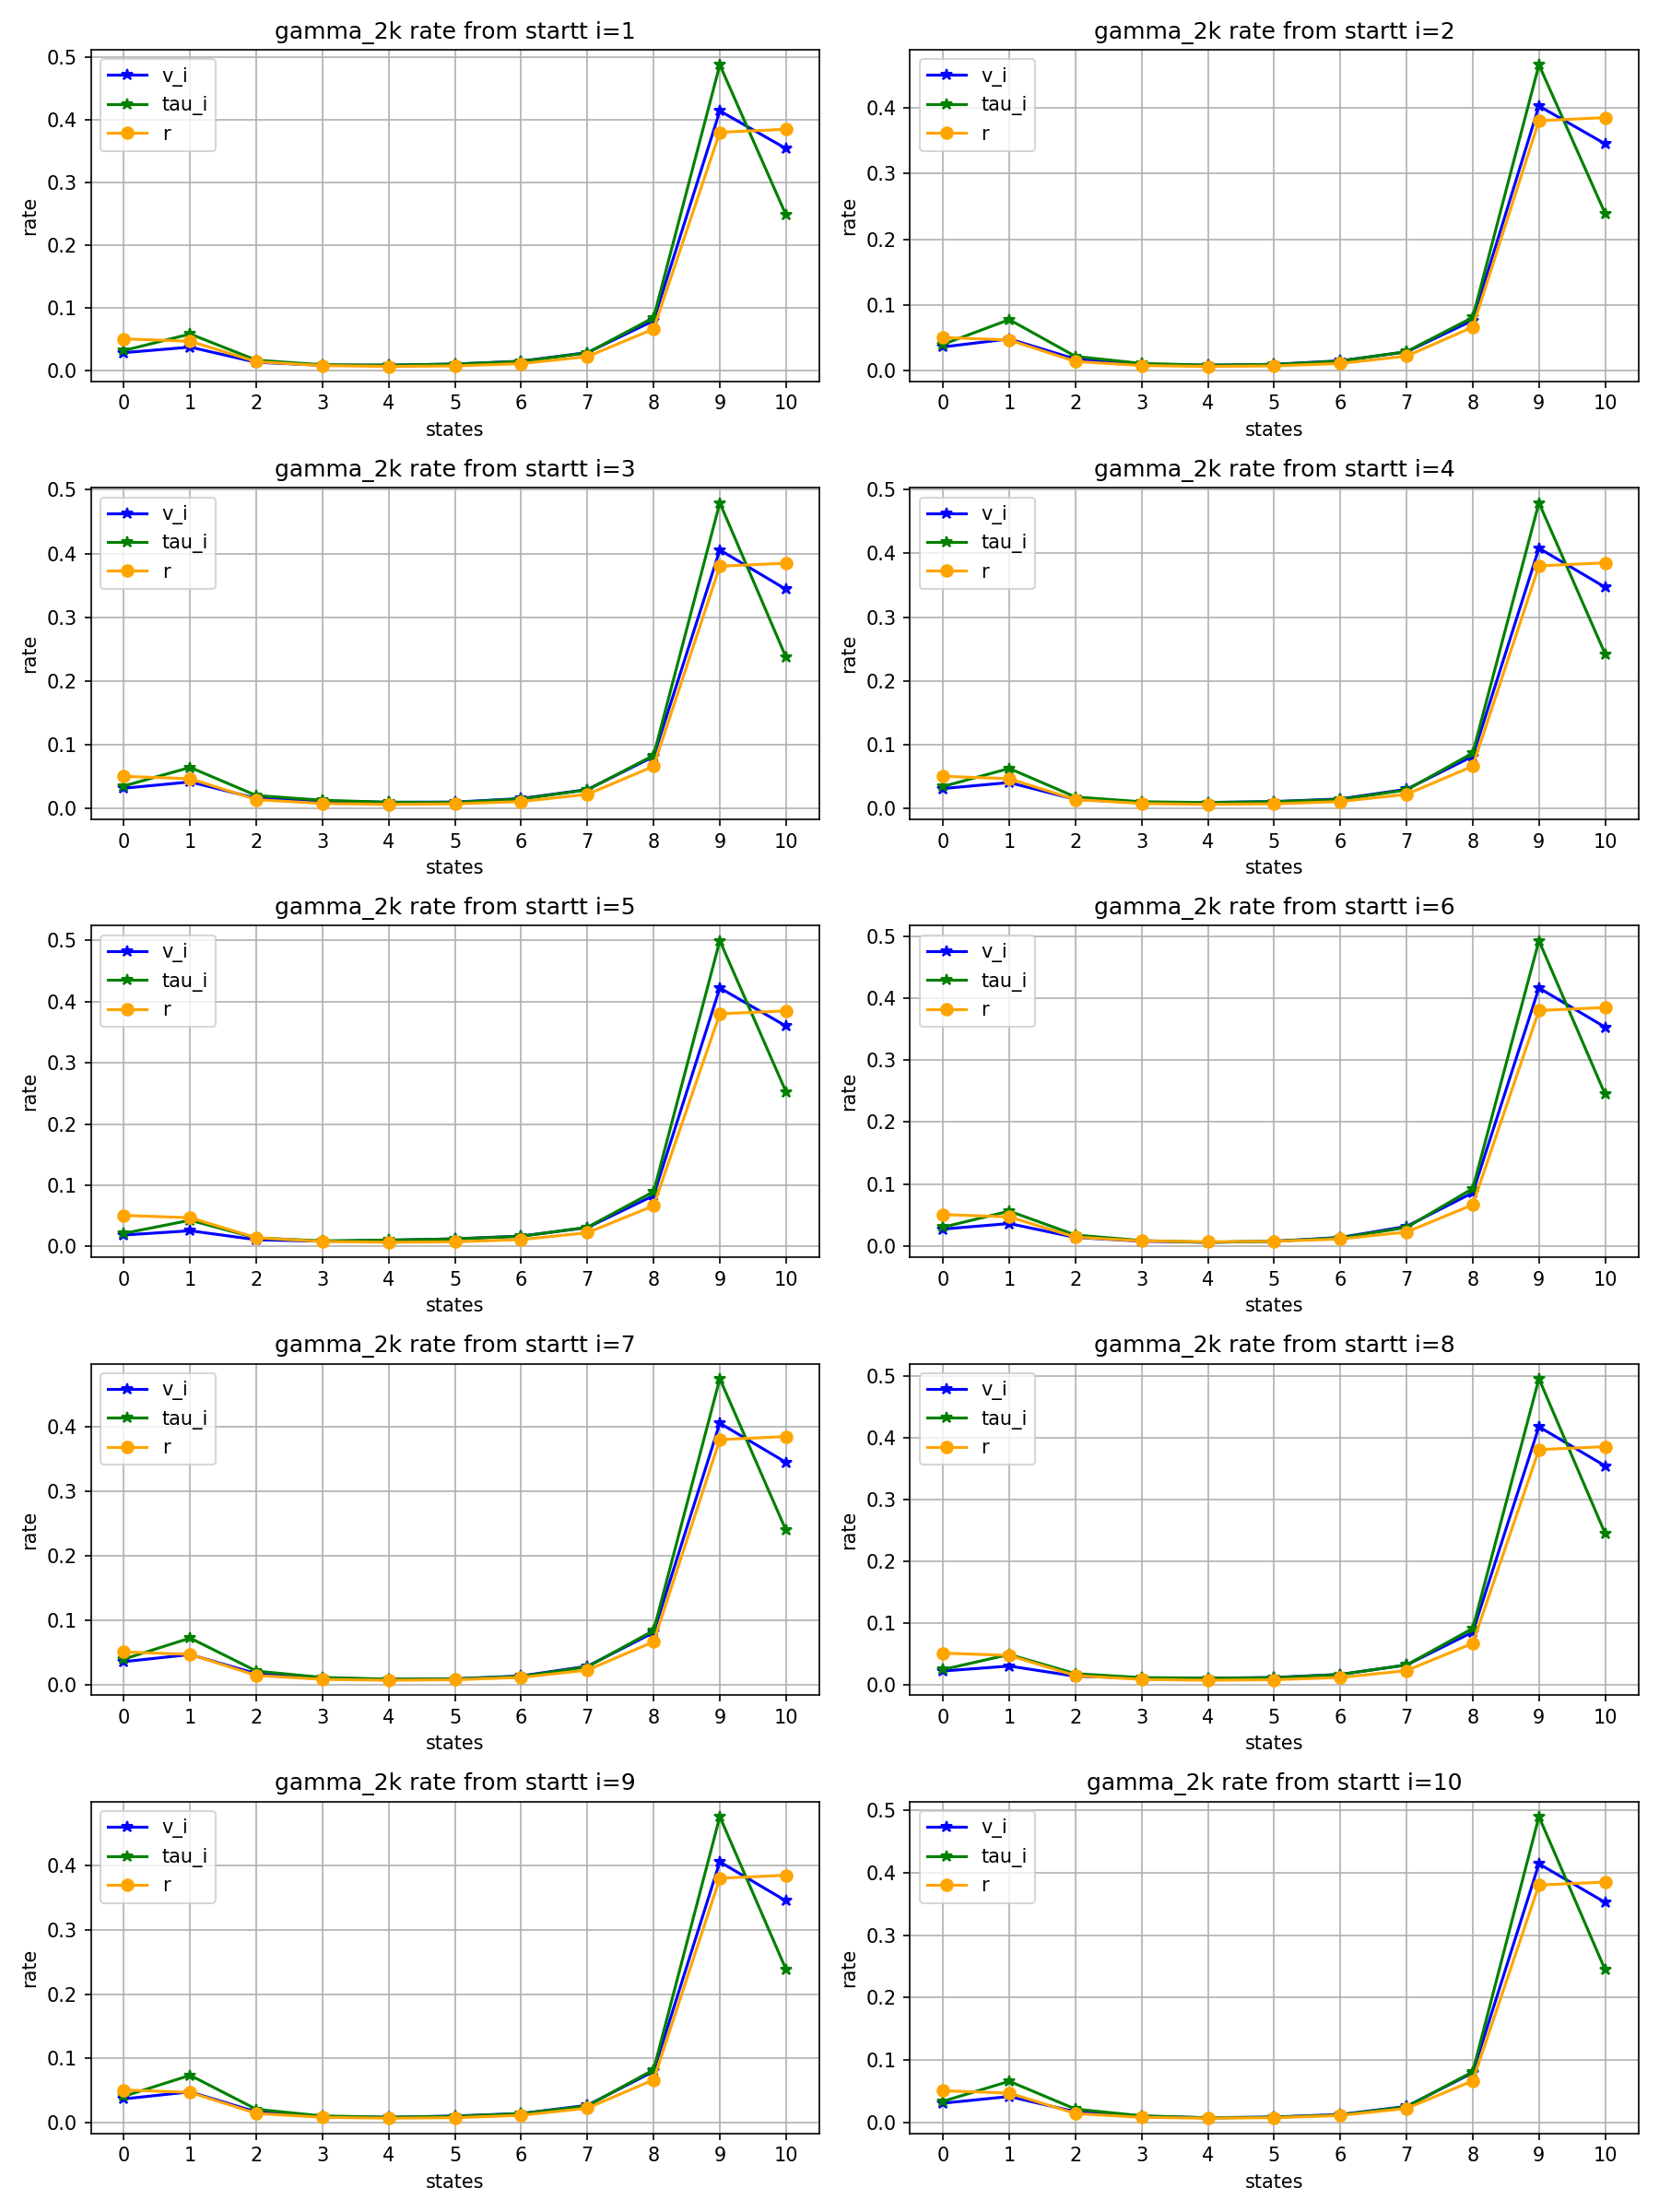 gamma_2k rate from startt i=1
0.5
0.4
0.3
0.2
0.1
0.0
rate
v_i
tau_i
r
0 1 2 3 4 5 6 7 8 9 10
states
gamma_2k rate from startt i=2
0.4
0.3
0.2
0.1
0.0
rate
v_i
tau_i
r
0 1 2 3 4 5 6 7 8 9 10
states
gamma_2k rate from startt i=3
0.5
0.4
0.3
0.2
0.1
0.0
rate
v_i
tau_i
r
0 1 2 3 4 5 6 7 8 9 10
states
gamma_2k rate from startt i=4
0.5
0.4
0.3
0.2
0.1
0.0
rate
v_i
tau_i
r
0 1 2 3 4 5 6 7 8 9 10
states
gamma_2k rate from startt i=5
0.5
0.4
0.3
0.2
0.1
0.0
rate
v_i
tau_i
r
0 1 2 3 4 5 6 7 8 9 10
states
gamma_2k rate from startt i=6
0.5
0.4
0.3
0.2
0.1
0.0
rate
v_i
tau_i
r
0 1 2 3 4 5 6 7 8 9 10
states
gamma_2k rate from startt i=7
0.4
0.3
0.2
0.1
0.0
rate
v_i
tau_i
r
0 1 2 3 4 5 6 7 8 9 10
states
gamma_2k rate from startt i=8
0.5
0.4
0.3
0.2
0.1
0.0
rate
v_i
tau_i
r
0 1 2 3 4 5 6 7 8 9 10
states
gamma_2k rate from startt i=9
0.4
0.3
0.2
0.1
0.0
rate
v_i
tau_i
r
0 1 2 3 4 5 6 7 8 9 10
states
gamma_2k rate from startt i=10
0.5
0.4
0.3
0.2
0.1
0.0
rate
v_i
tau_i
r
0 1 2 3 4 5 6 7 8 9 10
states